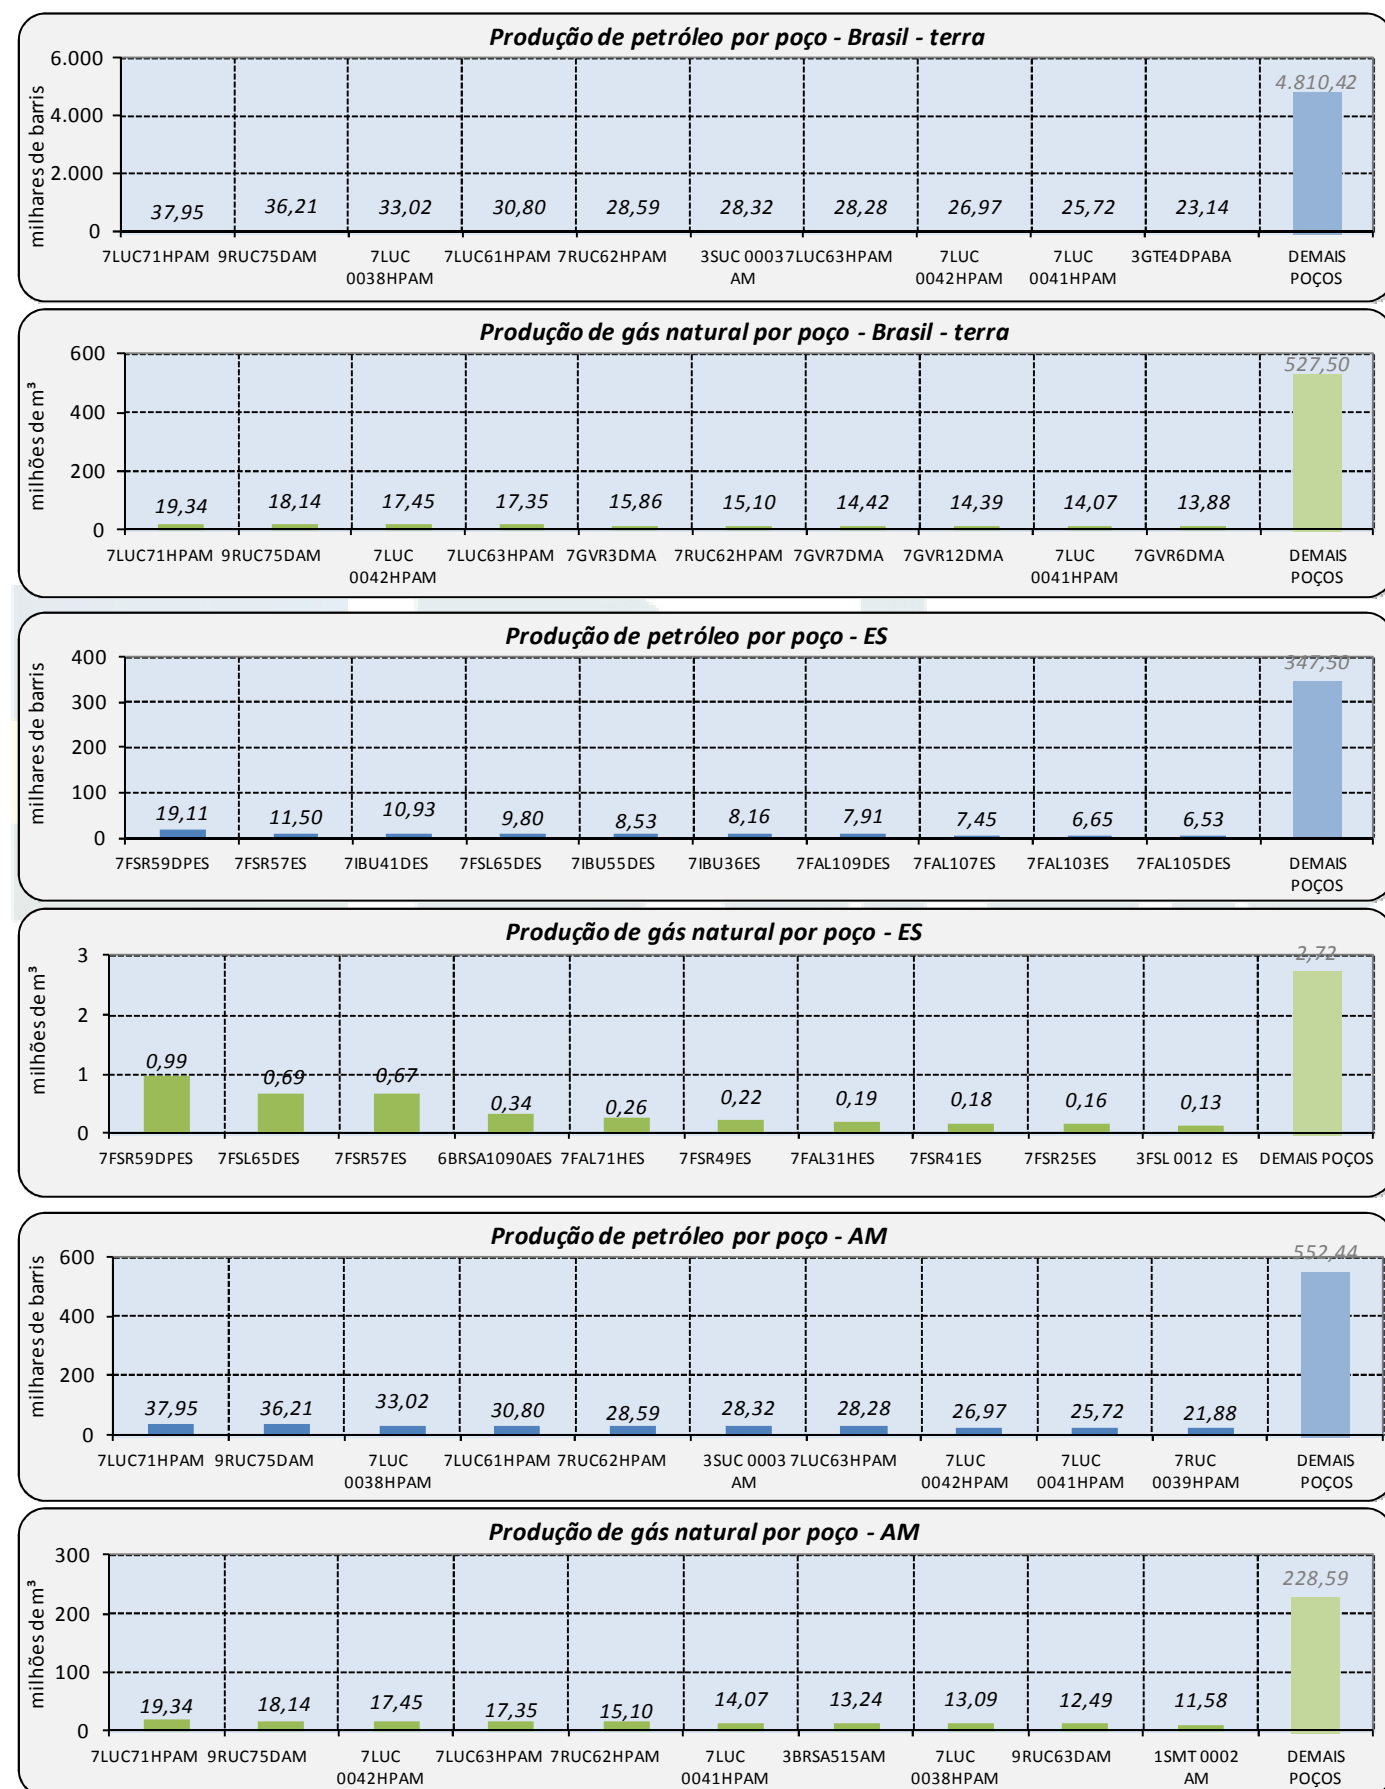 Produção de petróleo por poço - Brasil - terra
milhares de barris
6.000
4.000
2.000
0
37,95 36,21 33,02 30,80 28,59 28,32 28,28 26,97 25,72 23,14 4.810,42
7LUC71HPAM 9RUC75DAM 7LUC 7LUC61HPAM 7RUC62HPAM 3SUC 0003 7LUC63HPAM 7LUC 7LUC 3GTE4DPABA DEMAIS
0038HPAM AM 0042HPAM 0041HPAM POÇOS
Produção de gás natural por poço - Brasil - terra
milhões de m³
600
400
200
0
19,34 18,14 17,45 17,35 15,86 15,10 14,42 14,39 14,07 13,88 527,50
7LUC71HPAM 9RUC75DAM 7LUC 7LUC63HPAM 7GVR3DMA 7RUC62HPAM 7GVR7DMA 7GVR12DMA 7LUC 7GVR6DMA DEMAIS
0042HPAM 0041HPAM POÇOS
Produção de petróleo por poço - ES
milhares de barris
400
300
200
100
0
19,11 11,50 10,93 9,80 8,53 8,16 7,91 7,45 6,65 6,53 347,50
7FSR59DPES 7FSR57ES 7IBU41DES 7FSL65DES 7IBU55DES 7IBU36ES 7FAL109DES 7FAL107ES 7FAL103ES 7FAL105DES DEMAIS
POÇOS
Produção de gás natural por poço - ES
milhões de m³
3
2
1
0
0,99 0,69 0,67 0,34 0,26 0,22 0,19 0,18 0,16 0,13 2,72
7FSR59DPES 7FSL65DES 7FSR57ES 6BRSA1090AES 7FAL71HES 7FSR49ES 7FAL31HES 7FSR41ES 7FSR25ES 3FSL 0012 ES DEMAIS POÇOS
Produção de petróleo por poço - AM
milhares de barris
600
400
200
0
37,95 36,21 33,02 30,80 28,59 28,32 28,28 26,97 25,72 21,88 552,44
7LUC71HPAM 9RUC75DAM 7LUC 7LUC61HPAM 7RUC62HPAM 3SUC 0003 7LUC63HPAM 7LUC 7LUC 7RUC DEMAIS
0038HPAM AM 0042HPAM 0041HPAM 0039HPAM POÇOS
Produção de gás natural por poço - AM
milhões de m³
300
200
100
0
19,34 18,14 17,45 17,35 15,10 14,07 13,24 13,09 12,49 11,58 228,59
7LUC71HPAM 9RUC75DAM 7LUC 7LUC63HPAM 7RUC62HPAM 7LUC 3BRSA515AM 7LUC 9RUC63DAM 1SMT 0002 DEMAIS
0042HPAM 0041HPAM 0038HPAM AM POÇOS